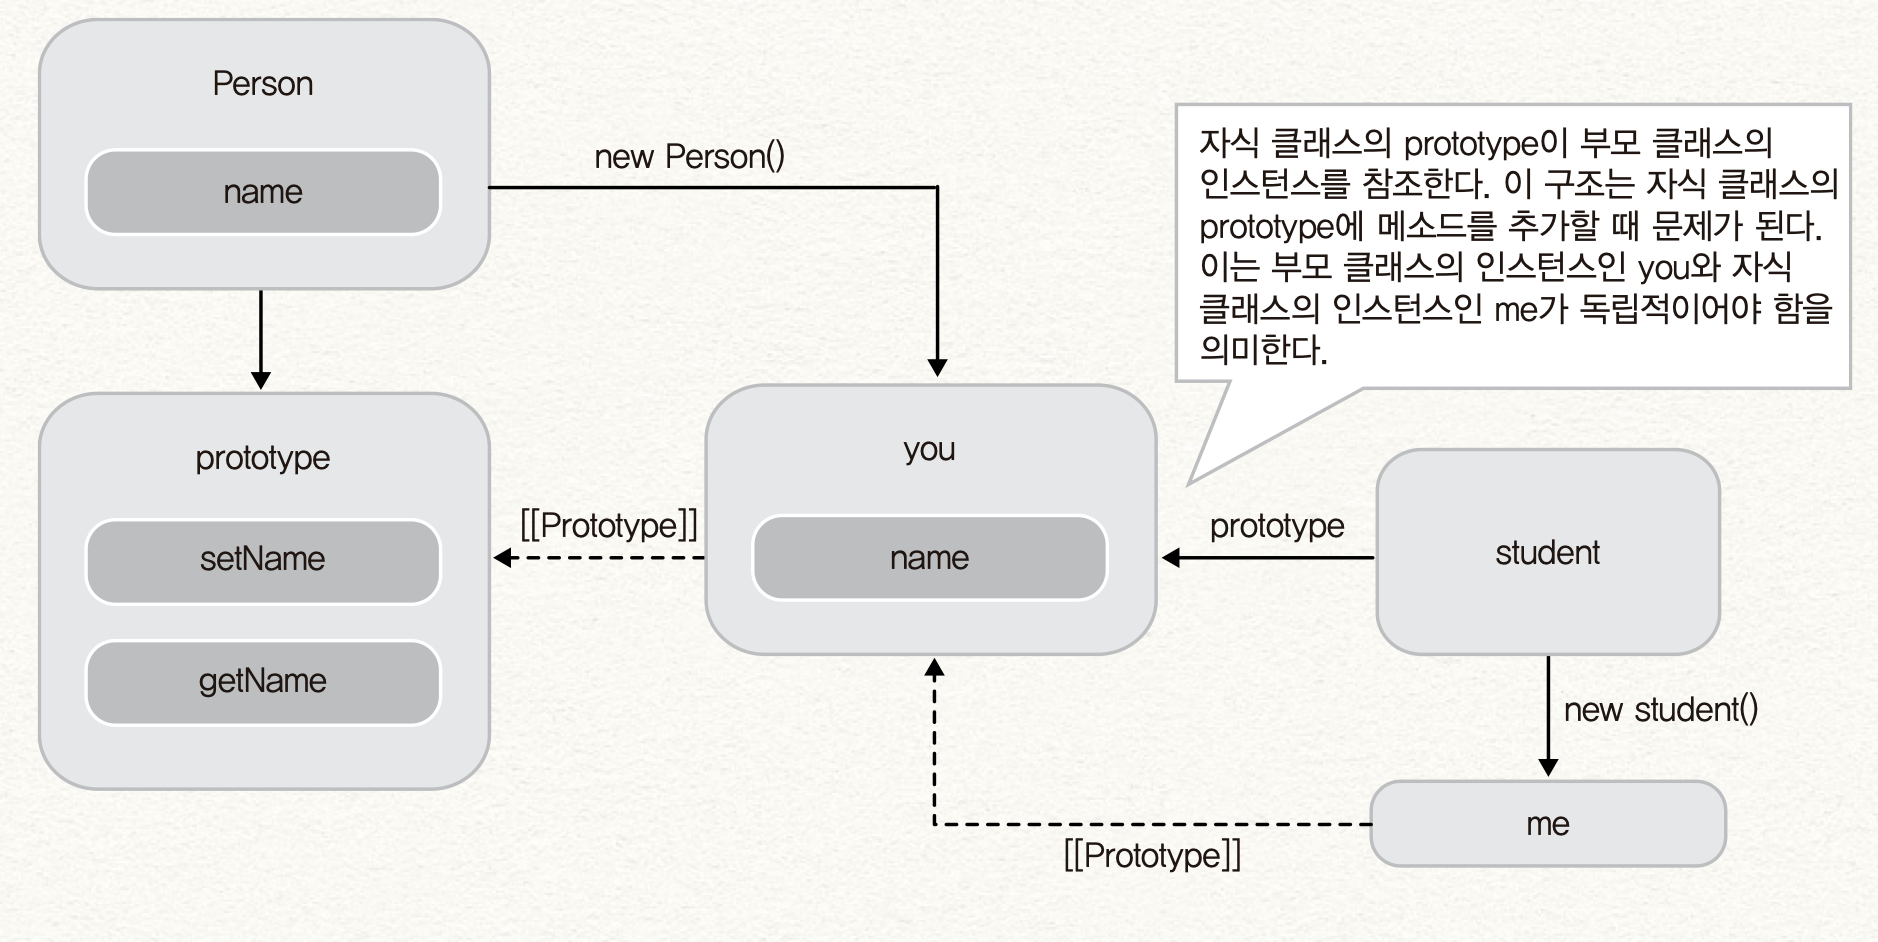 Person
name
new Person()
자식 클래스의 prototype이 부모 클래스의
인스턴스를 참조한다. 이 구조는 자식 클래스의
prototype에 메소드를 추가할 때 문제가 된다.
이는 부모 클래스의 인스턴스인 you와 자식
클래스의 인스턴스인 me가 독립적이어야 함을
의미한다.
prototype
setName
getName
[[Prototype]]
you
name
prototype
student
new student()
me
[[Prototype]]